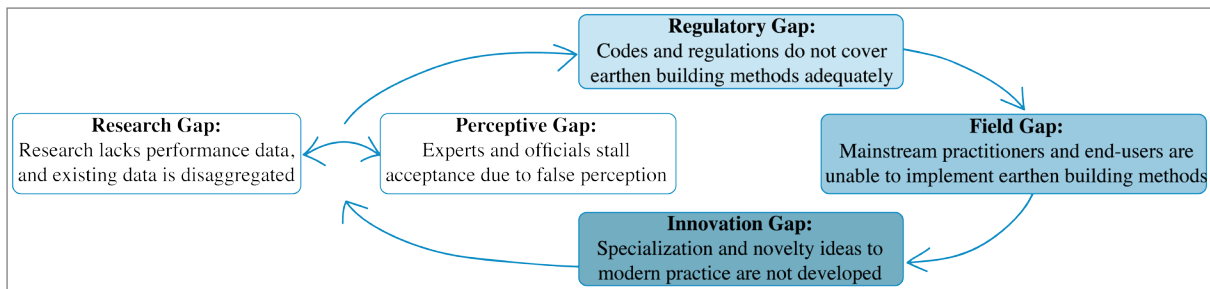 Regulatory Gap:
Codes and regulations do not cover
earthen building methods adequately
Research Gap:
Research lacks performance data,
and existing data is disaggregated
Perceptive Gap:
Experts and officials stall
acceptance due to false perception
Field Gap:
Mainstream practitioners and end-users are
unable to implement earthen building methods
Innovation Gap:
Specialization and novelty ideas to
modern practice are not developed